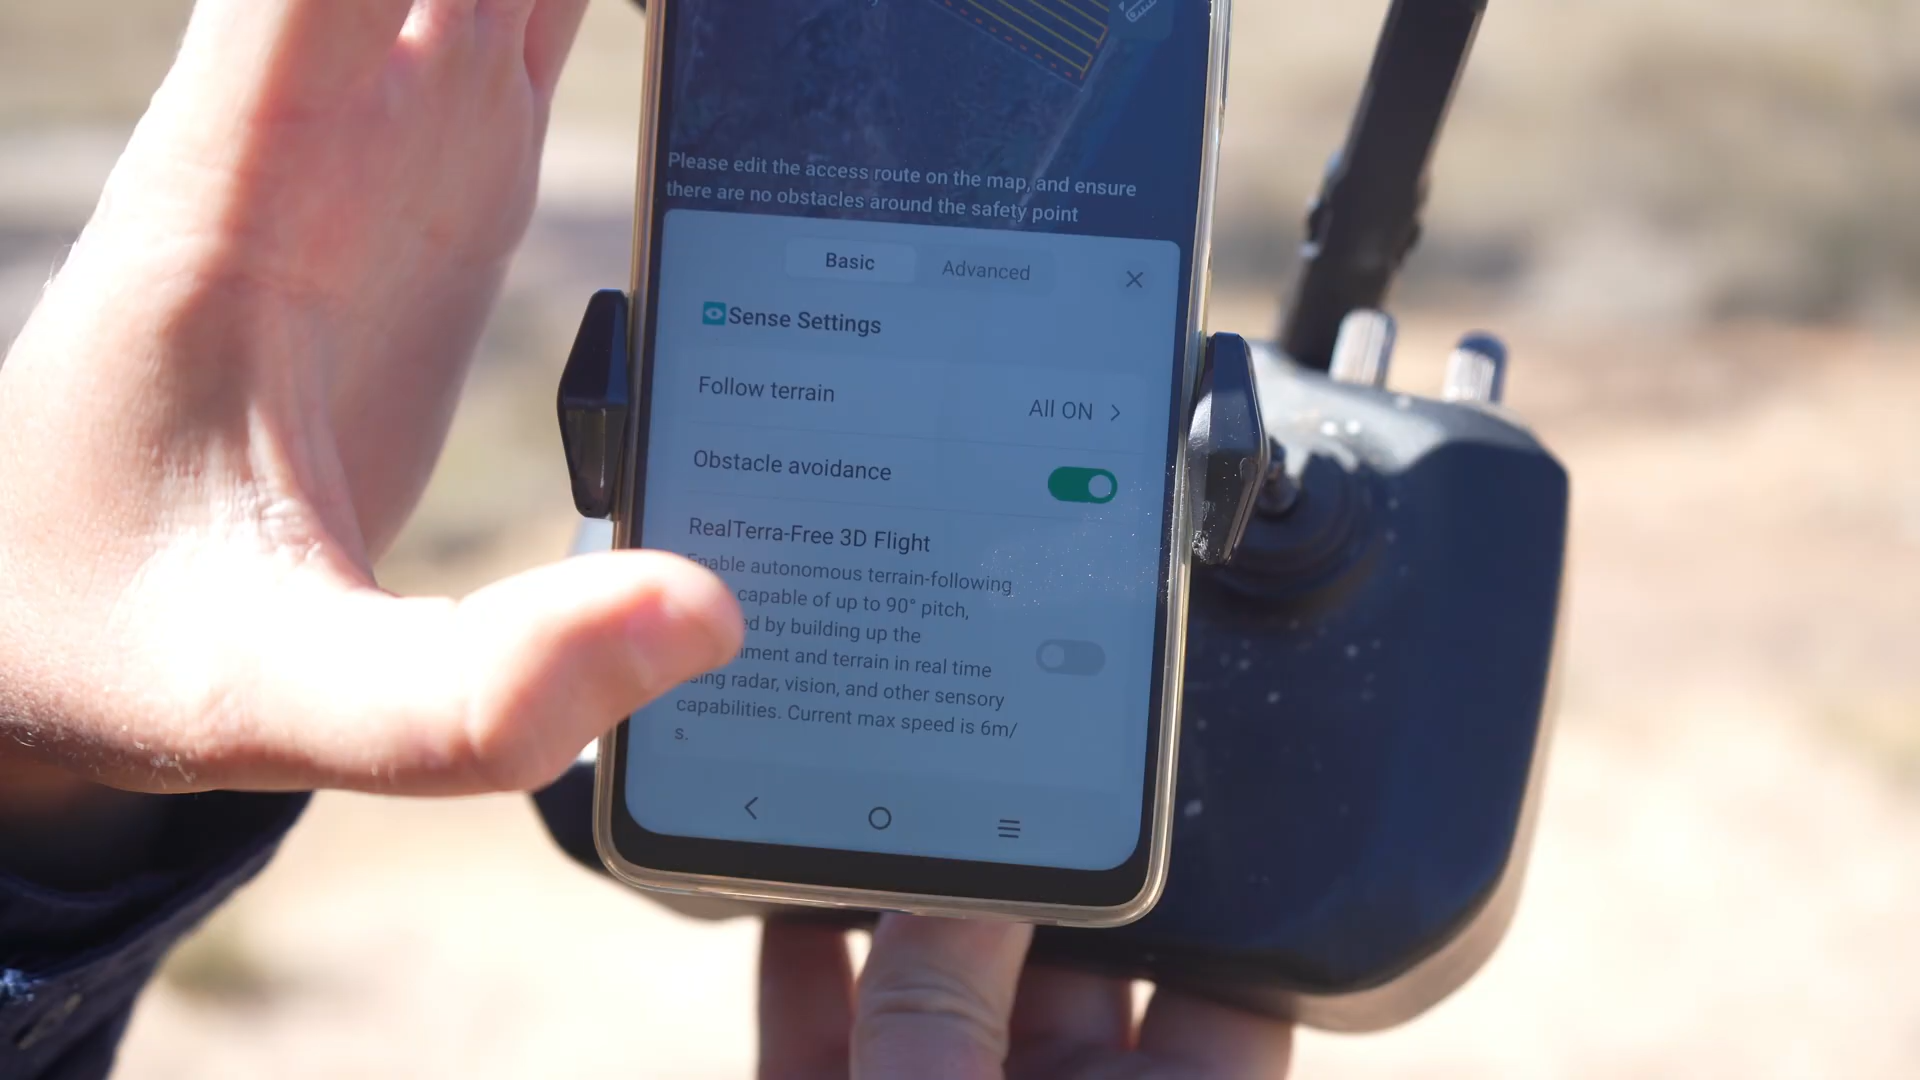 Please edit the access route on the map, and ensure
there are no obstacles around the safety point
Basic
Advanced
Sense Settings
Follow terrain
All ON
Obstacle avoidance
RealTerra-Free 3D Flight
Enable autonomous terrain-following
capable of up to 90° pitch,
by building up the
and terrain in real time
using radar, vision, and other sensory
capabilities. Current max speed is 6m/
s.